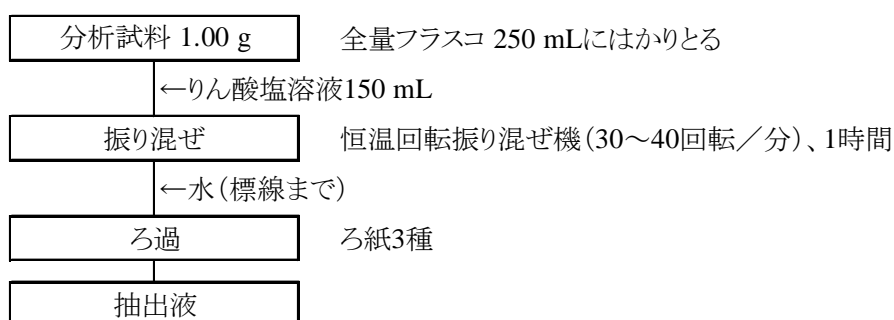 分析試料 1.00 g 全量フラスコ 250 mLにはかりとる
←りん酸塩溶液150 mL
振り混ぜ 恒温回転振り混ぜ機(30～40回転／分)、1時間
←水(標線まで)
ろ過 ろ紙3種
抽出液